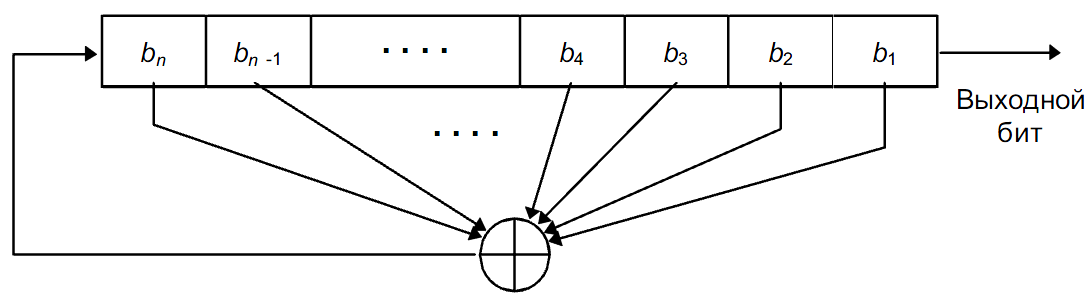 bn bn -1 . . . . b4 b3 b2 b1
. . . .
Выходной
бит